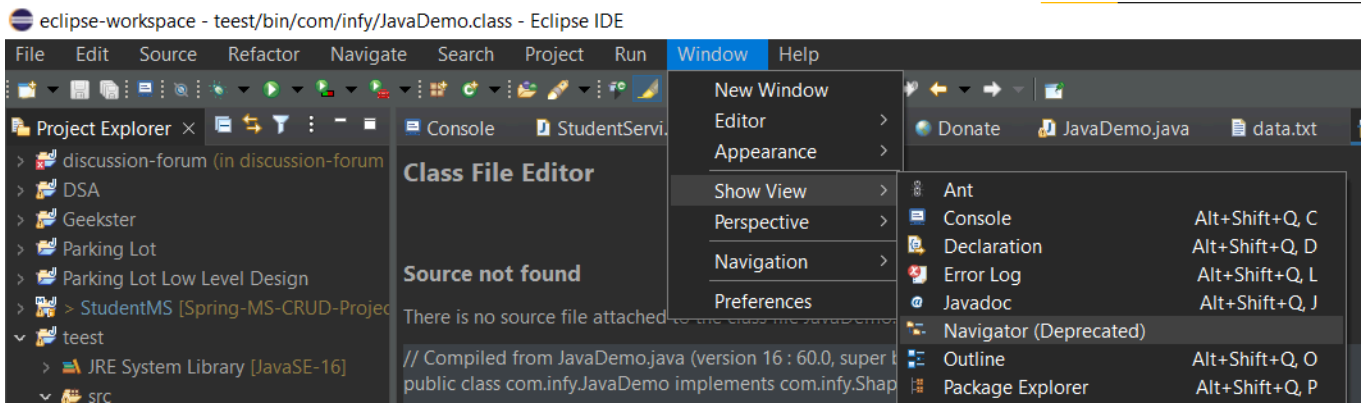 eclipse-workspace - teest/bin/com/infy/JavaDemo.class - Eclipse IDE
File Edit Source Refactor Navigate Search Project Run Window Help
Project Explorer
discussion-forum (in discussion-forum
DSA
Geekster
Parking Lot
Parking Lot Low Level Design
> StudentMS [Spring-MS-CRUD-Projec
teest
JRE System Library [JavaSE-16]
src
Console StudentServi. Donate JavaDemo.java data.txt
Class File Editor
Source not found
There is no source file attached to the class file JavaDemo.
// Compiled from JavaDemo.java (version 16 : 60.0, super b
public class com.infy.JavaDemo implements com.infy.Shap
New Window
Editor
Appearance
Show View
Perspective
Navigation
Preferences
Ant
Console Alt+Shift+Q, C
Declaration Alt+Shift+Q, D
Error Log Alt+Shift+Q, L
Javadoc Alt+Shift+Q, J
Navigator (Deprecated)
Outline Alt+Shift+Q, O
Package Explorer Alt+Shift+Q, P